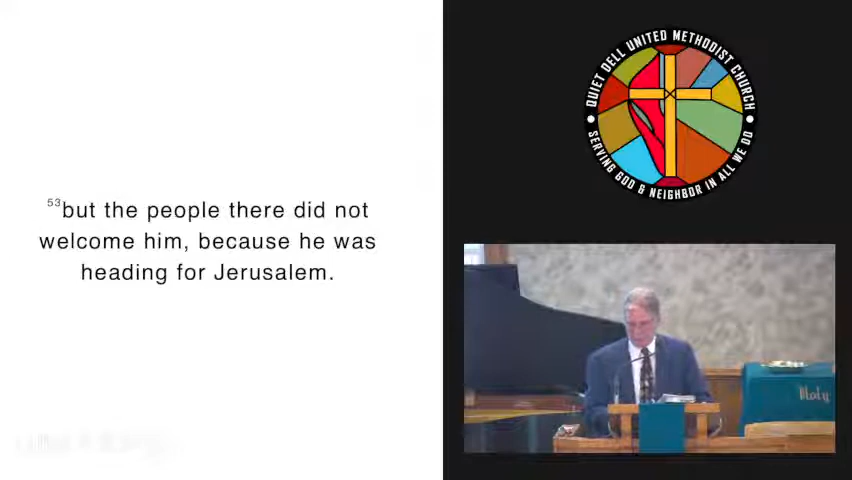 53but the people there did not
welcome him, because he was
heading for Jerusalem.
QUIET DELL UNITED METHODIST CHURCH
SERVING GOD & NEIGHBOR IN ALL WE DO
Holy